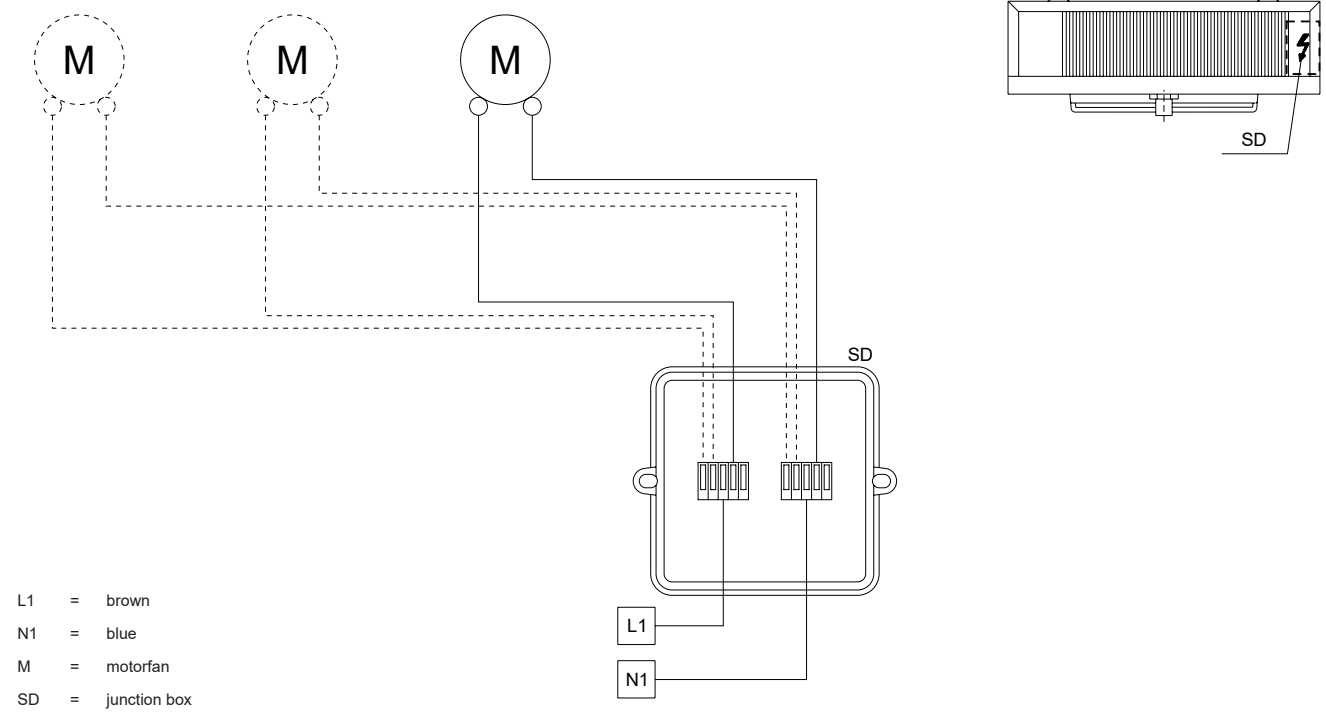 M
M
M
SD
SD
L1
N1
L1 = brown
N1 = blue
M = motorfan
SD = junction box